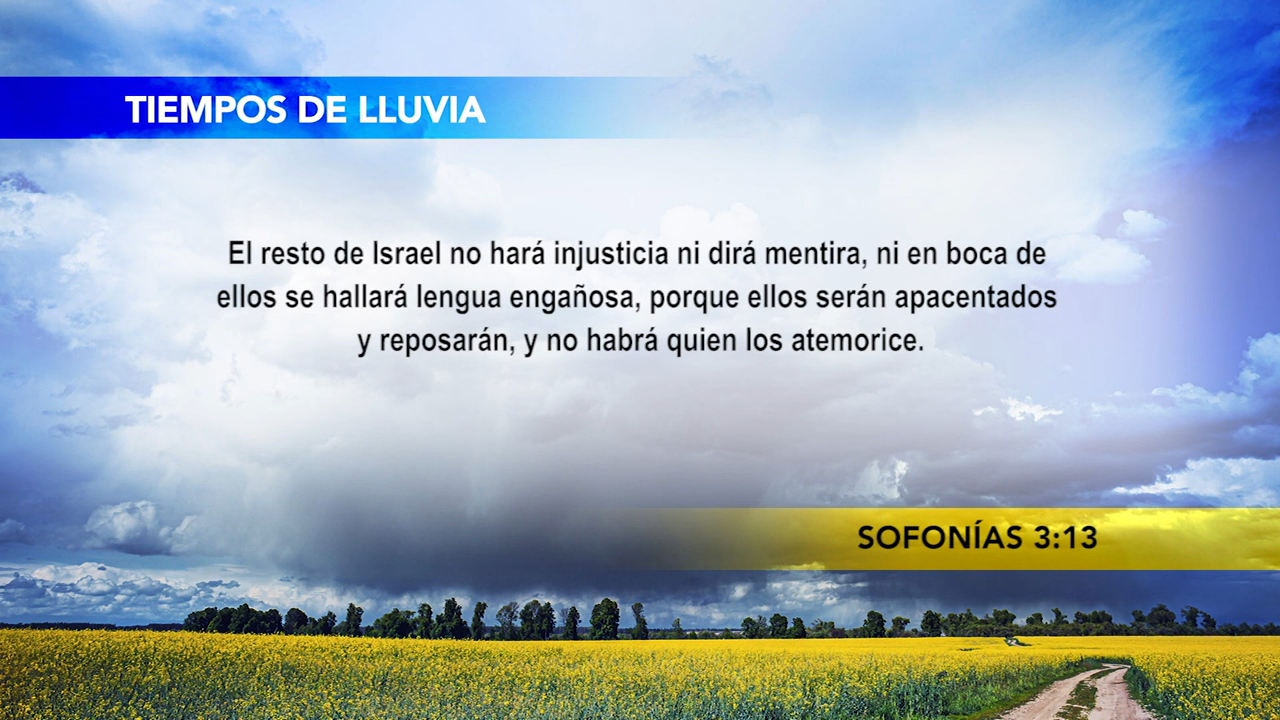 TIEMPOS DE LLUVIA
El resto de Israel no hará injusticia ni dirá mentira, ni en boca de
ellos se hallará lengua engañosa, porque ellos serán apacentados
y reposarán, y no habrá quien los atemorice.
SOFONÍAS 3:13